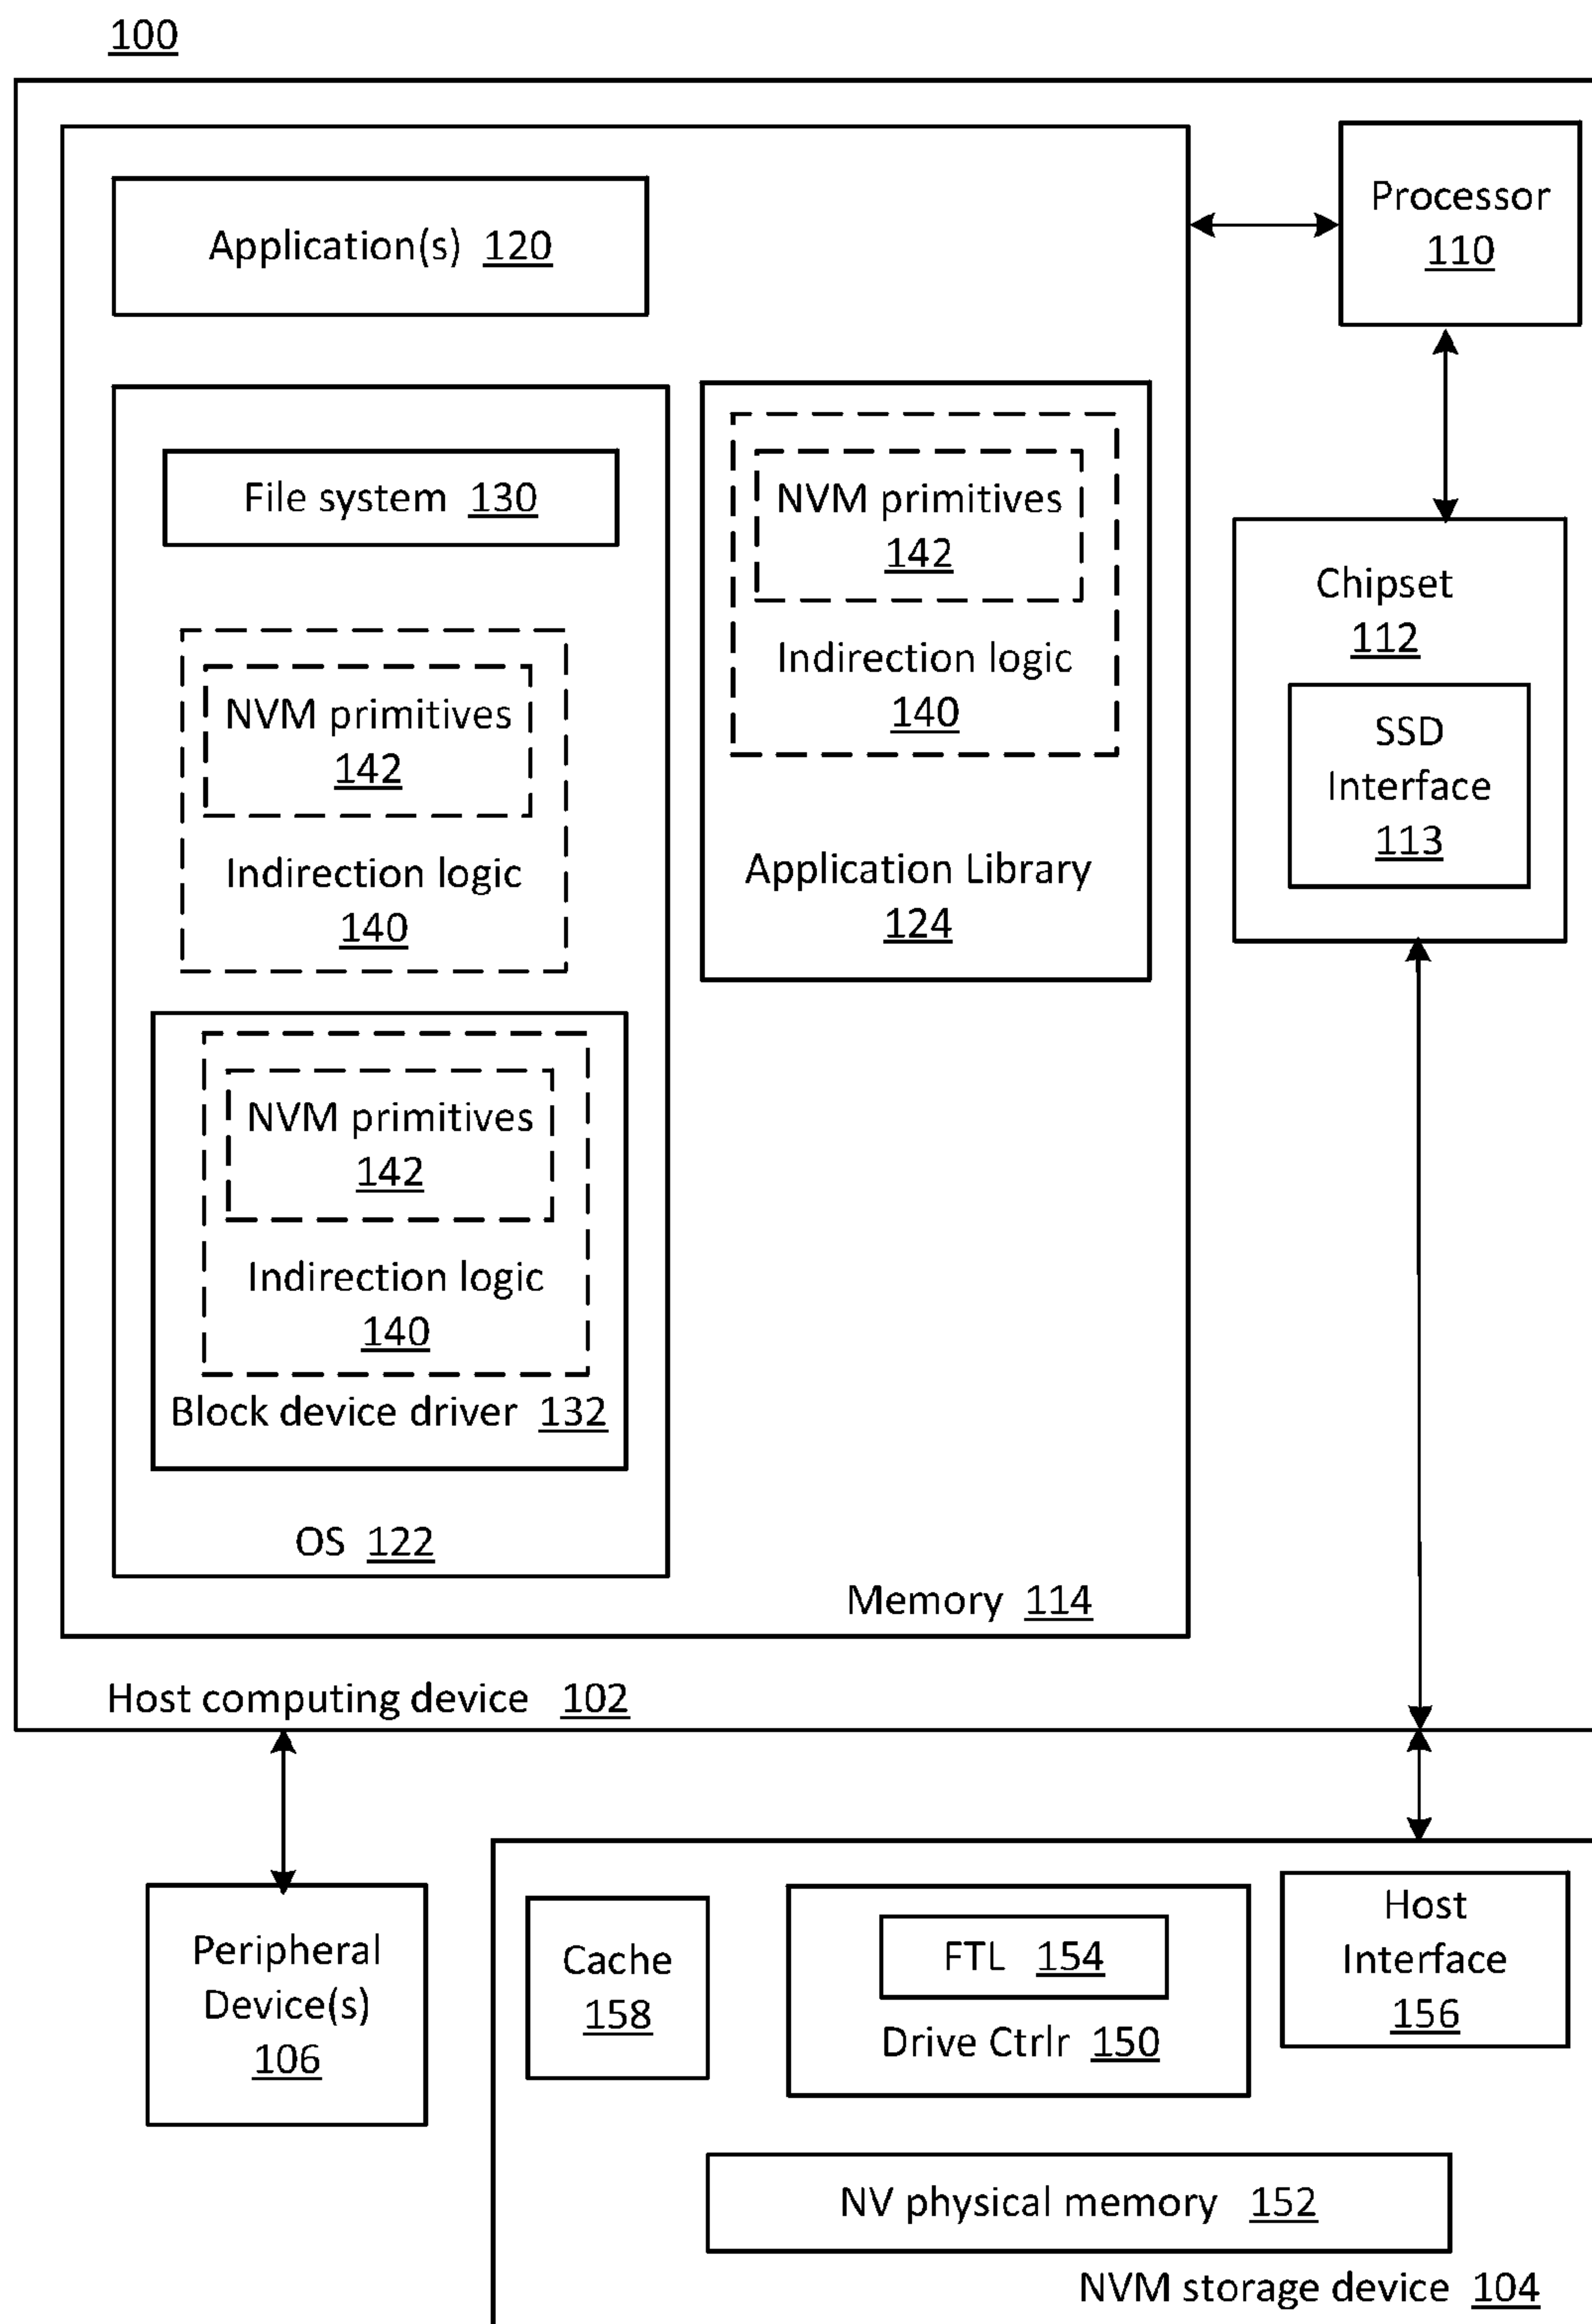 100
Application(s) 120
Processor
110
File system 130
NVM primitives
142
Indirection logic
140
NVM primitives
142
Indirection logic
140
Block device driver 132
OS 122
NVM primitives
142
Indirection logic
140
Application Library
124
Memory 114
Chipset
112
SSD
Interface
113
Host computing device 102
Peripheral
Device(s)
106
Cache
158
FTL 154
Drive Ctrlr 150
Host
Interface
156
NV physical memory 152
NVM storage device 104